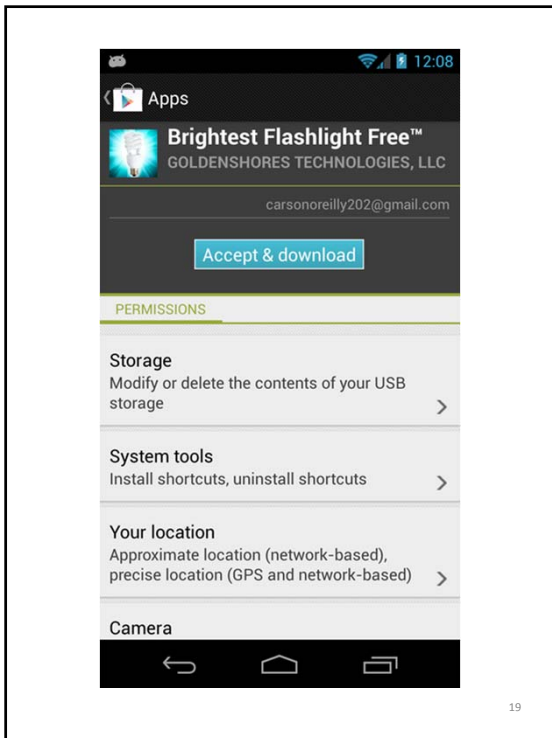 12:08
Apps
Brightest Flashlight Free™
GOLDENSHORES TECHNOLOGIES, LLC
carsonoreilly202@gmail.com
Accept & download
PERMISSIONS
Storage
Modify or delete the contents of your USB
storage
System tools
Install shortcuts, uninstall shortcuts
Your location
Approximate location (network-based),
precise location (GPS and network-based)
Camera
19